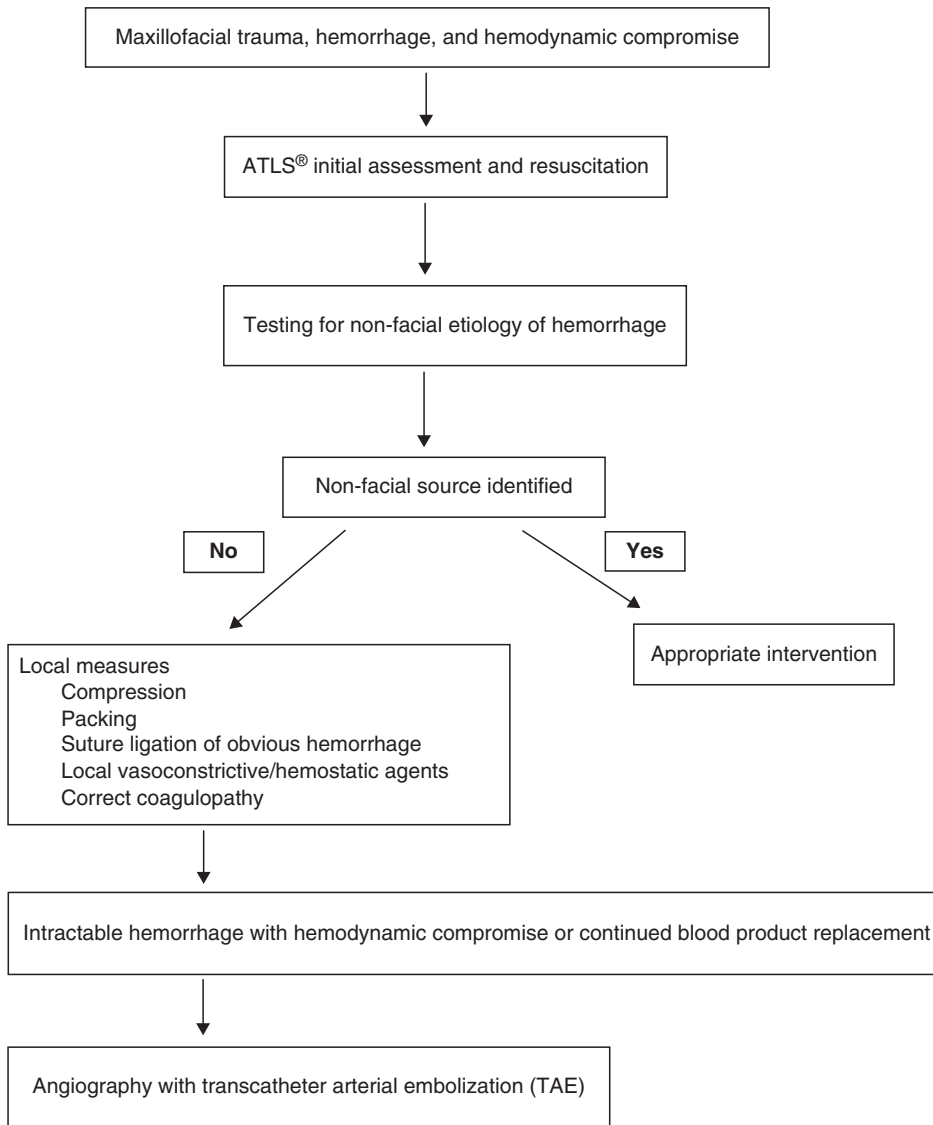 Maxillofacial trauma, hemorrhage, and hemodynamic compromise
ATLS® initial assessment and resuscitation
Testing for non-facial etiology of hemorrhage
Non-facial source identified
No
Yes
Local measures
Compression
Packing
Suture ligation of obvious hemorrhage
Local vasoconstrictive/hemostatic agents
Correct coagulopathy
Appropriate intervention
Intractable hemorrhage with hemodynamic compromise or continued blood product replacement
Angiography with transcatheter arterial embolization (TAE)